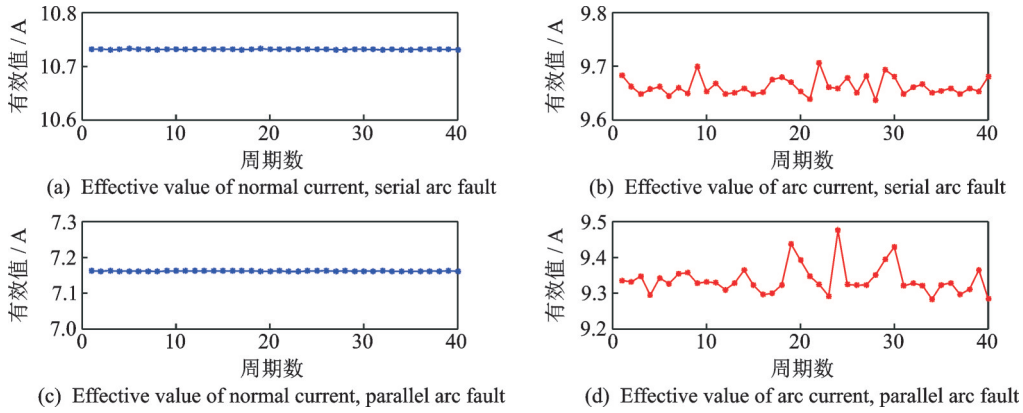 有效值 / A
10.8
10.7
10.6
0
10
20
30
40
周期数
(a) Effective value of normal current, serial arc fault
有效值 / A
9.8
9.7
9.6
0
10
20
30
40
周期数
(b) Effective value of arc current, serial arc fault
有效值 / A
7.3
7.2
7.1
7.0
0
10
20
30
40
周期数
(c) Effective value of normal current, parallel arc fault
有效值 / A
9.5
9.4
9.3
9.2
0
10
20
30
40
周期数
(d) Effective value of arc current, parallel arc fault